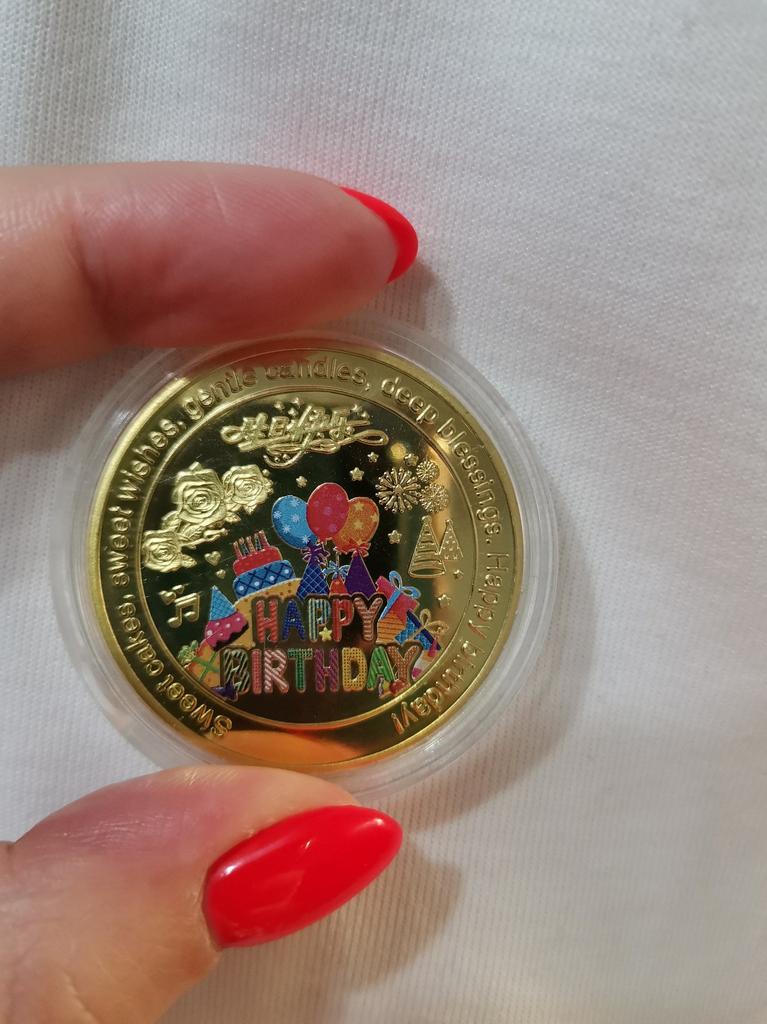 Sweet cakes, sweet wishes, gentle candles, deep blessings. Happy birthday!
生日快乐
HAPPY
BIRTHDAY